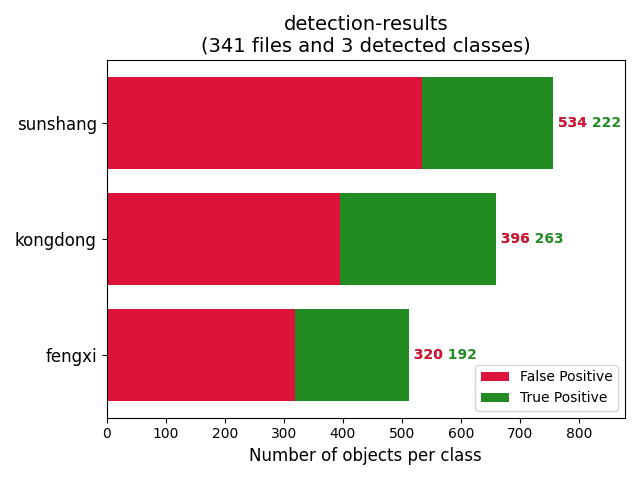 detection-results
(341 files and 3 detected classes)
sunshang
534 222
kongdong
396 263
fengxi
320 192
False Positive
True Positive
0 100 200 300 400 500 600 700 800
Number of objects per class